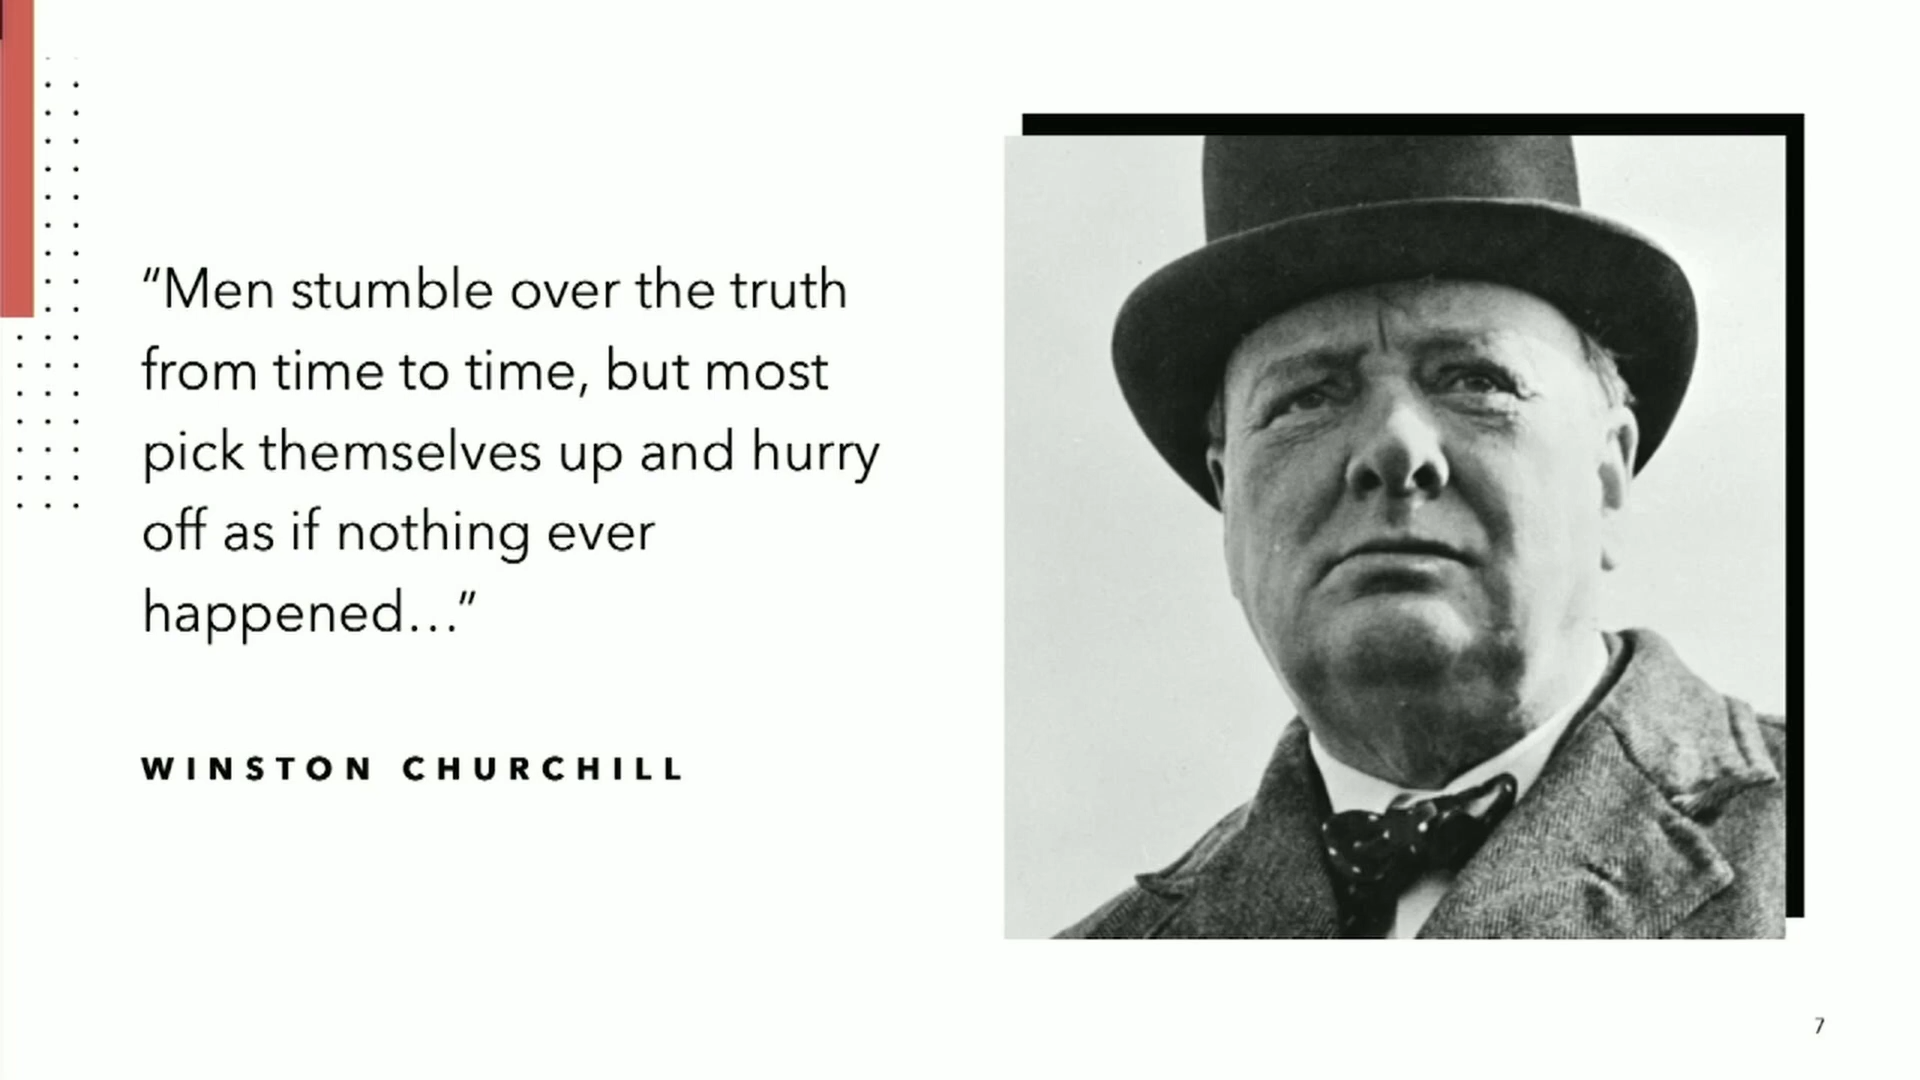 “Men stumble over the truth
from time to time, but most
pick themselves up and hurry
off as if nothing ever
happened…”
WINSTON CHURCHILL
7